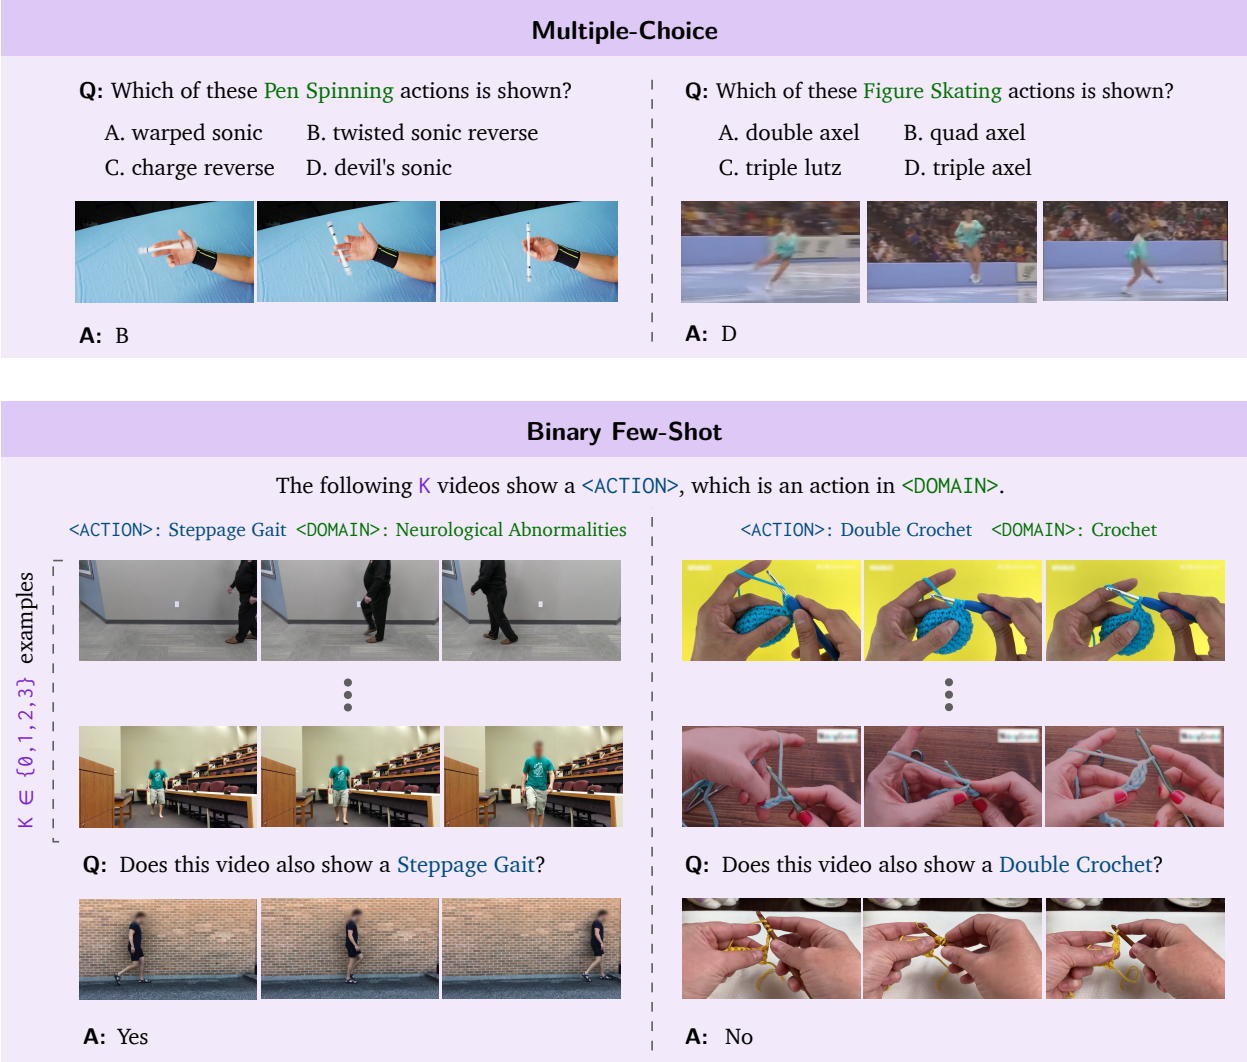 Multiple-Choice
Q: Which of these Pen Spinning actions is shown?
A. warped sonic B. twisted sonic reverse
C. charge reverse D. devil's sonic
A: B
Q: Which of these Figure Skating actions is shown?
A. double axel B. quad axel
C. triple lutz D. triple axel
A: D
Binary Few-Shot
The following K videos show a <ACTION>, which is an action in <DOMAIN>.
K ∈ {0,1,2,3} examples
<ACTION>: Steppage Gait <DOMAIN>: Neurological Abnormalities
Q: Does this video also show a Steppage Gait?
A: Yes
<ACTION>: Double Crochet <DOMAIN>: Crochet
Q: Does this video also show a Double Crochet?
A: No